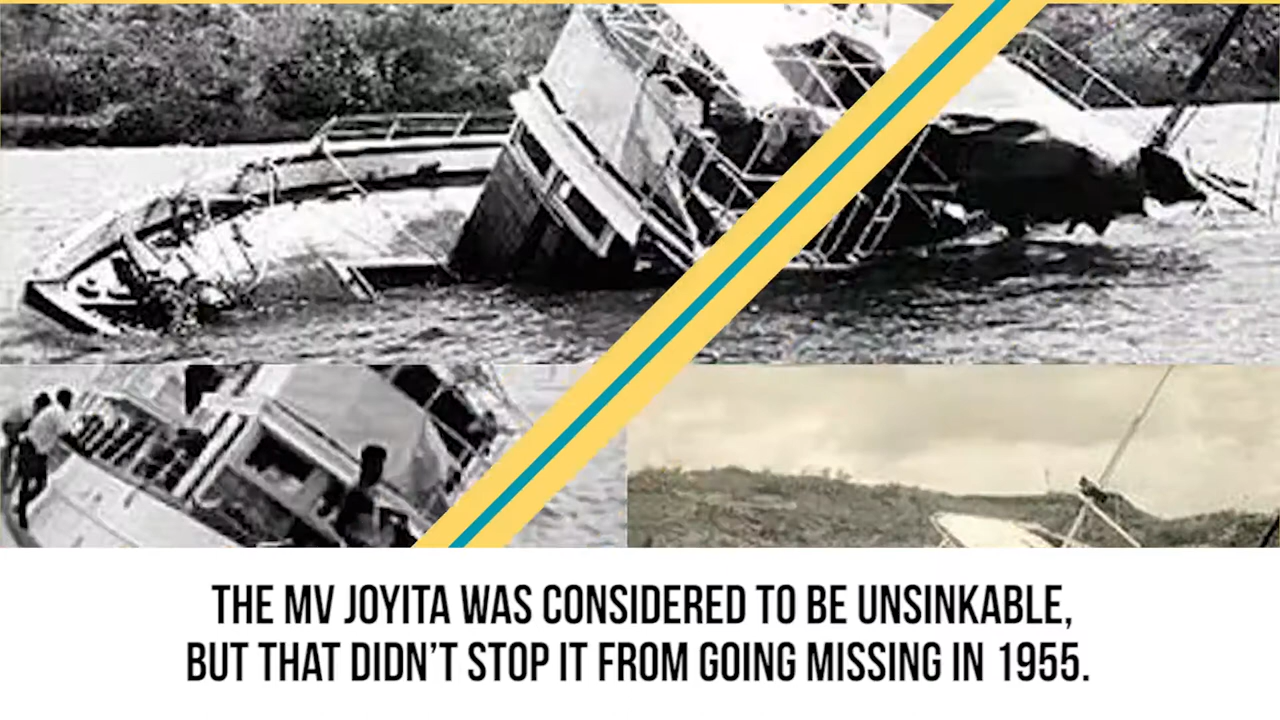 THE MV JOYITA WAS CONSIDERED TO BE UNSINKABLE,
BUT THAT DIDN'T STOP IT FROM GOING MISSING IN 1955.